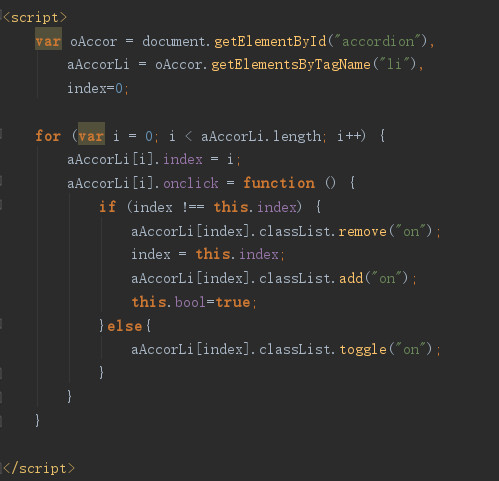 <script>
var oAccor = document.getElementById("accordion"),
aAccorLi = oAccor.getElementsByTagName("li"),
index=0;
for (var i = 0; i < aAccorLi.length; i++) {
aAccorLi[i].index = i;
aAccorLi[i].onclick = function () {
if (index !== this.index) {
aAccorLi[index].classList.remove("on");
index = this.index;
aAccorLi[index].classList.add("on");
this.bool=true;
}else{
aAccorLi[index].classList.toggle("on");
}
}
}
</script>